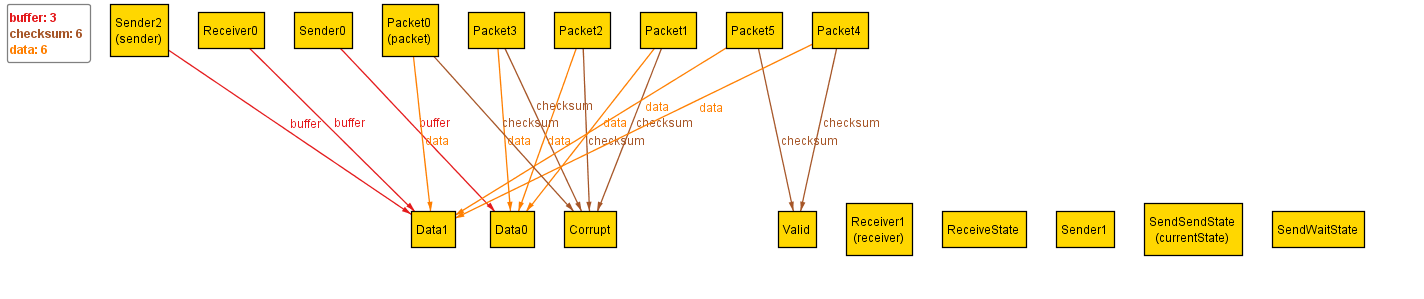 buffer: 3
checksum: 6
data: 6
Sender2
(sender)
Receiver0
Sender0
Packet0
(packet)
Packet3
Packet2
Packet1
Packet5
Packet4
checksum
data
data
buffer
buffer
buffer
checksum
data
checksum
checksum
data
data
data
checksum
checksum
Data1
Data0
Corrupt
Valid
Receiver1
(receiver)
ReceiveState
Sender1
SendSendState
(currentState)
SendWaitState